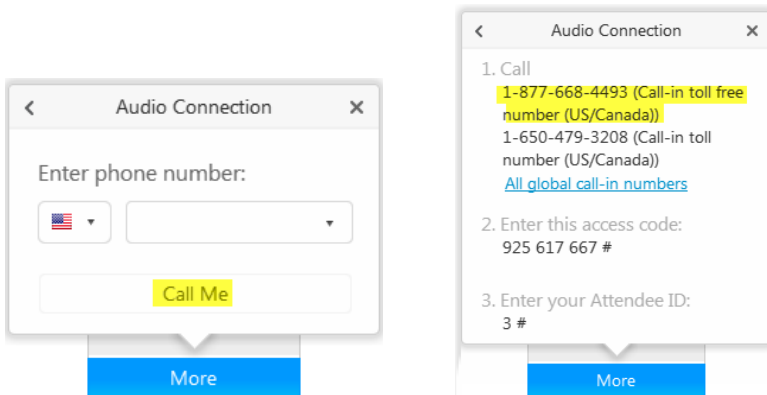 Audio Connection
Enter phone number:
Call Me
More
Audio Connection
1. Call
1-877-668-4493 (Call-in toll free
number (US/Canada))
1-650-479-3208 (Call-in toll
number (US/Canada))
All global call-in numbers
2. Enter this access code:
925 617 667 #
3. Enter your Attendee ID:
3 #
More